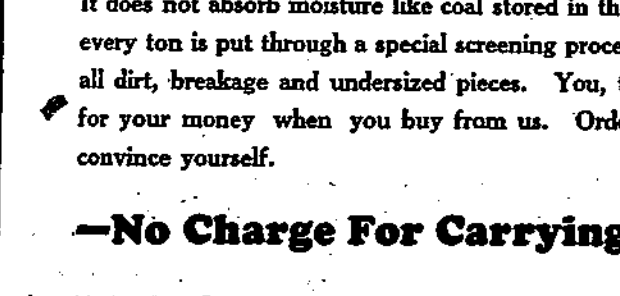 It does not absorb moisture like coal stored in th
every ton is put through a special screening proce
all dirt, breakage and undersized pieces. You,
for your money when you buy from us. Ord
convince yourself.
—No Charge For Carrying